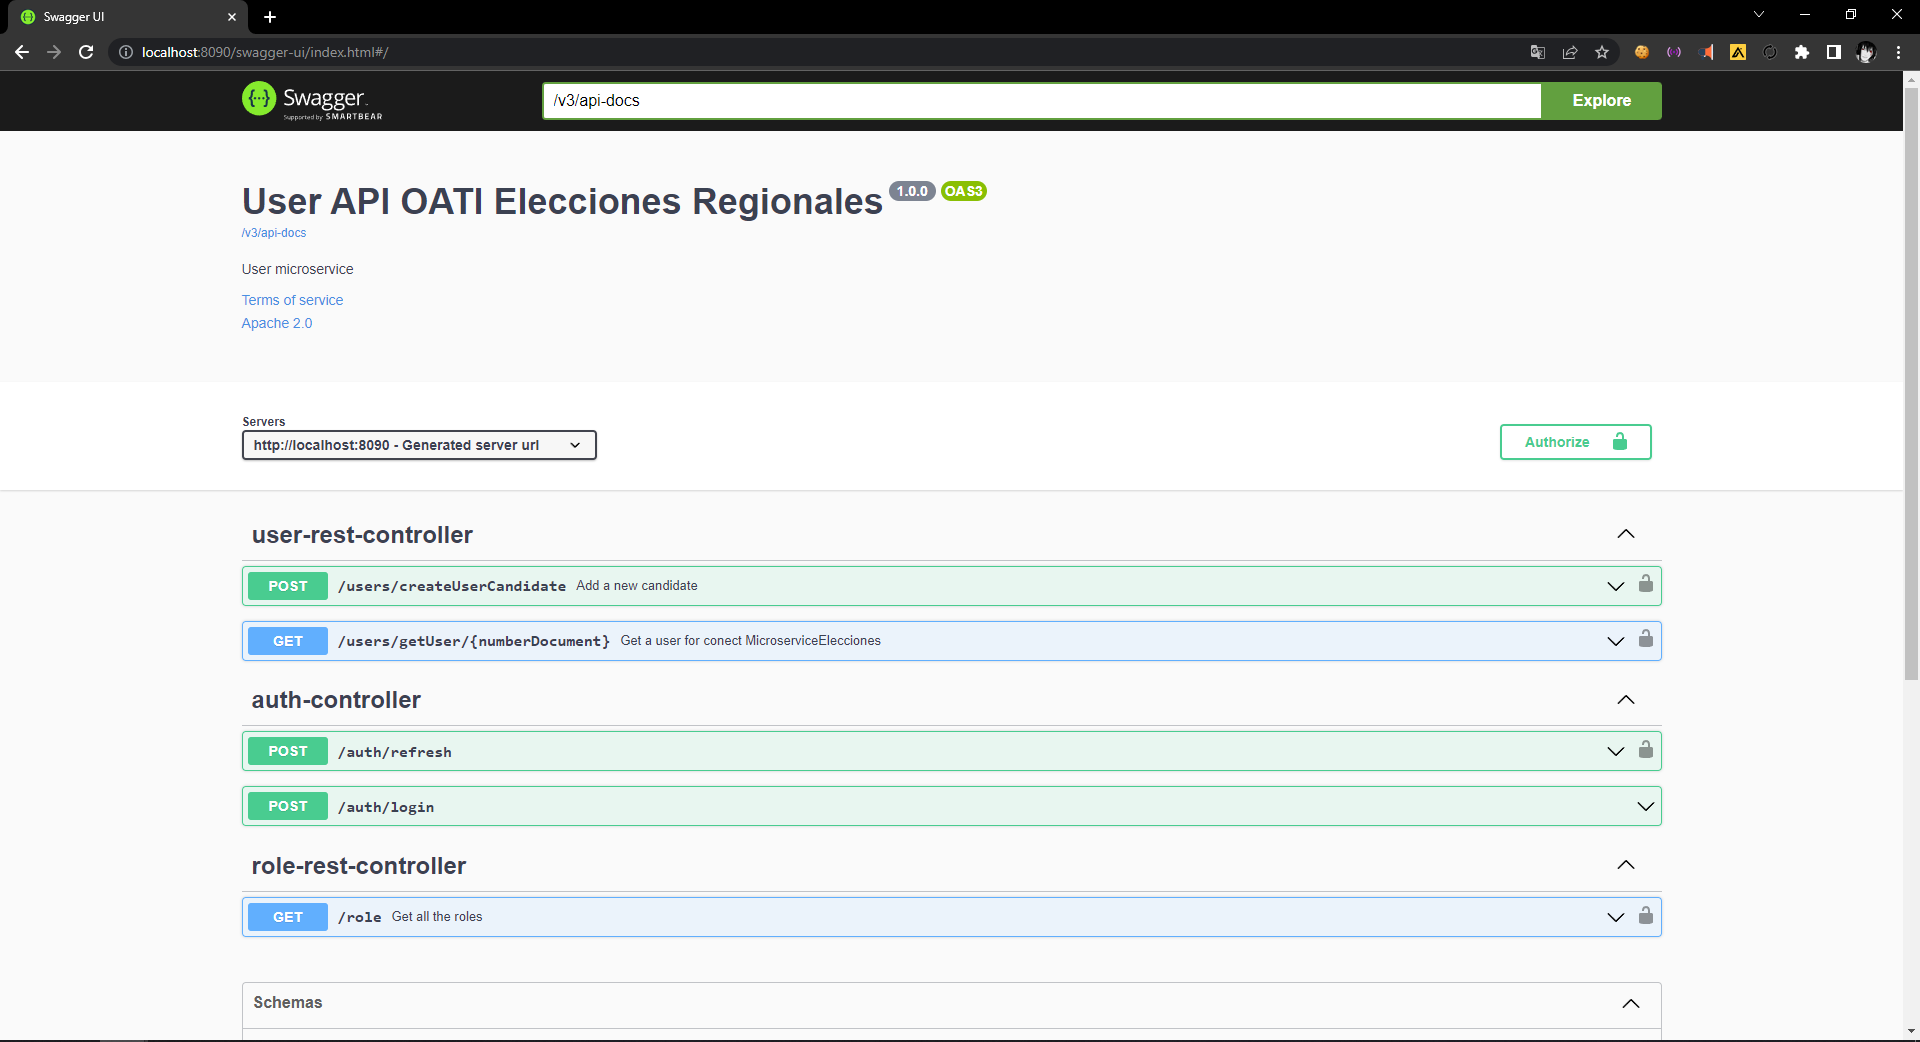 Swagger UI
localhost:8090/swagger-ui/index.html#/
Swagger
Supported by SMARTBEAR
/v3/api-docs
Explore
User API OATI Elecciones Regionales 1.0.0 OAS3
/v3/api-docs
User microservice
Terms of service
Apache 2.0
Servers
http://localhost:8090 - Generated server url
Authorize
user-rest-controller
POST /users/createUserCandidate Add a new candidate
GET /users/getUser/{numberDocument} Get a user for conect MicroserviceElecciones
auth-controller
POST /auth/refresh
POST /auth/login
role-rest-controller
GET /role Get all the roles
Schemas